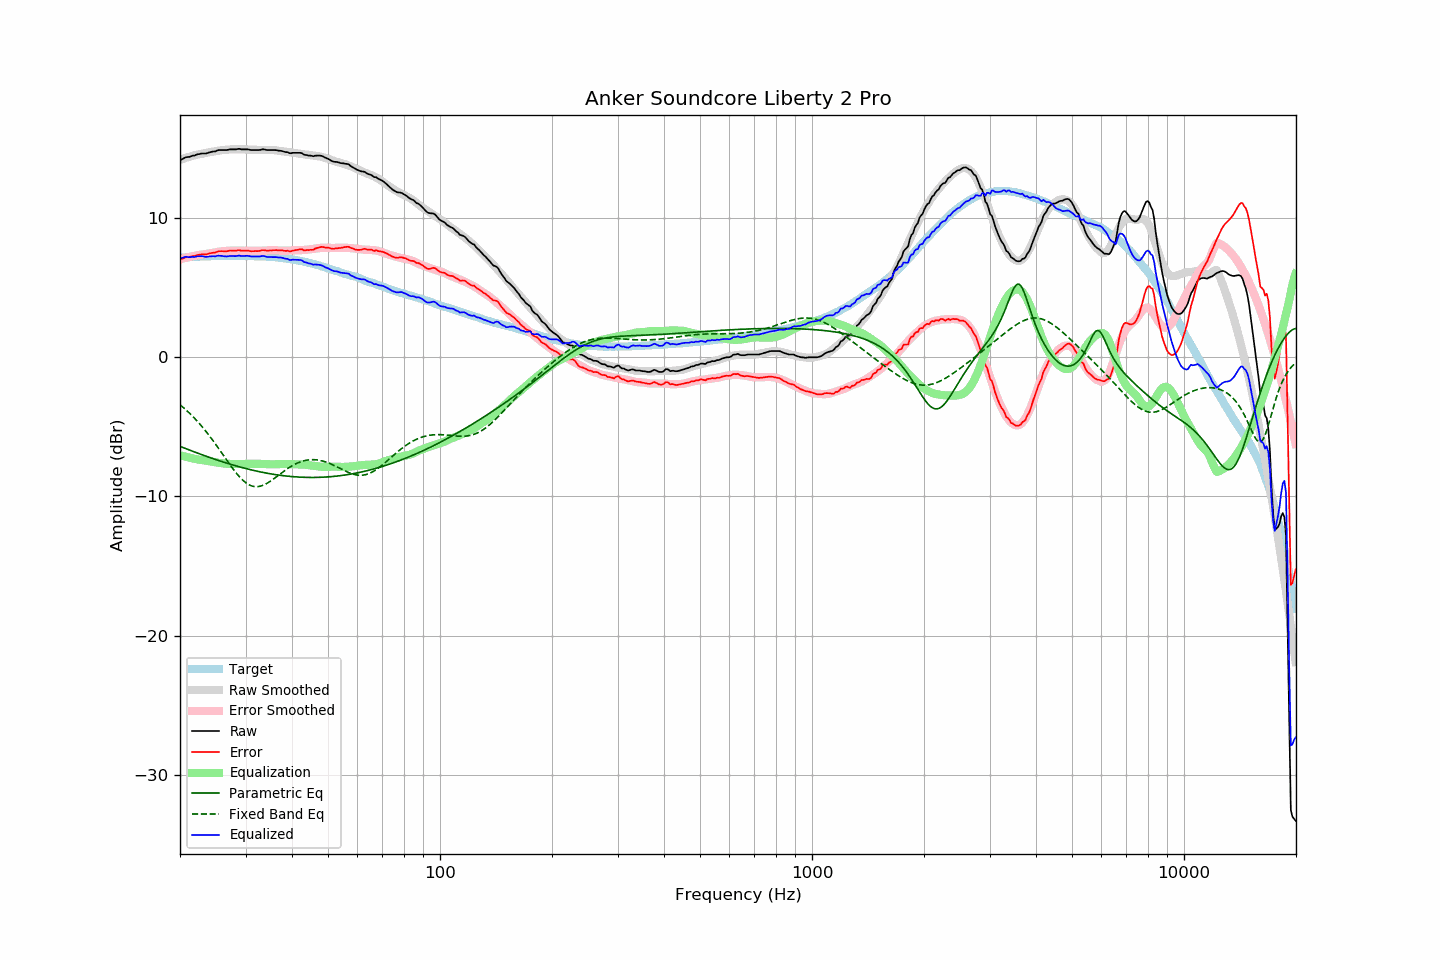 Anker Soundcore Liberty 2 Pro
10
0
−10
−20
−30
Amplitude (dBr)
Target
Raw Smoothed
Error Smoothed
Raw
Error
Equalization
Parametric Eq
Fixed Band Eq
Equalized
100
1000
10000
Frequency (Hz)